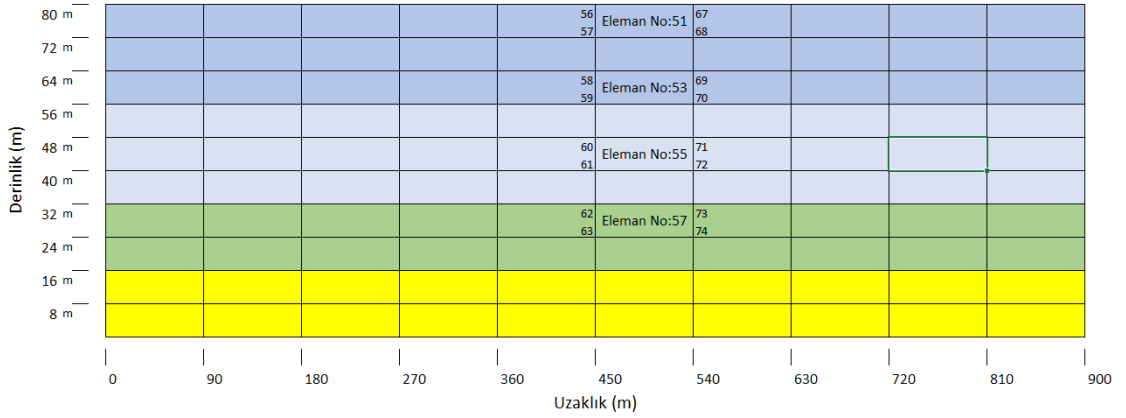 80 m
56 Eleman No:51 67
57 68
72 m
64 m
58 Eleman No:53 69
59 70
56 m
48 m
60 Eleman No:55 71
61 72
40 m
32 m
62 Eleman No:57 73
63 74
24 m
16 m
8 m
Derinlik (m)
0 90 180 270 360 450 540 630 720 810 900
Uzaklık (m)